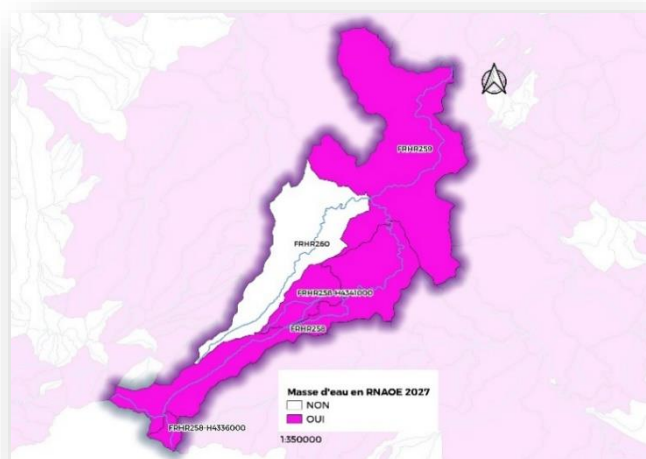 FRHR259
FRHR260
FRHR258-H4341000
FRHR258
FRHR258-H4336000
Masse d'eau en RNAOE 2027
NON
OUI
1:350000